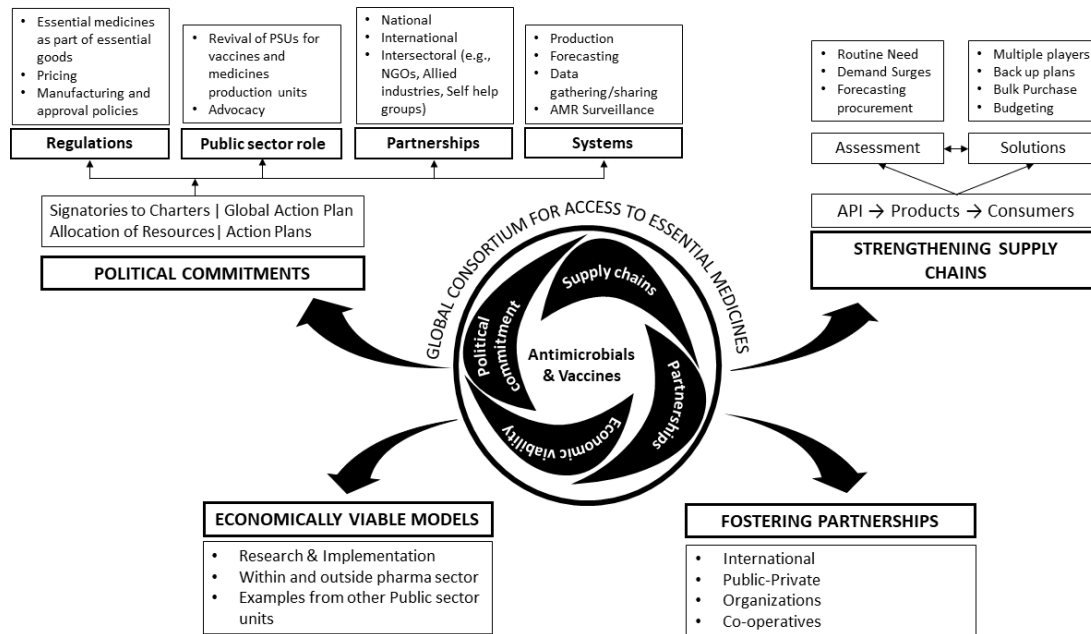 • Essential medicines
as part of essential
goods
• Pricing
• Manufacturing and
approval policies
Regulations
• Revival of PSUs for
vaccines and
medicines
production units
• Advocacy
Public sector role
• National
• International
• Intersectoral (e.g.,
NGOs, Allied
industries, Self help
groups)
Partnerships
• Production
• Forecasting
• Data
gathering/sharing
• AMR Surveillance
Systems
Signatories to Charters | Global Action Plan
Allocation of Resources| Action Plans
POLITICAL COMMITMENTS
• Routine Need
• Demand Surges
• Forecasting
procurement
Assessment
• Multiple players
• Back up plans
• Bulk Purchase
• Budgeting
Solutions
API → Products → Consumers
STRENGTHENING SUPPLY
CHAINS
GLOBAL CONSORTIUM FOR ACCESS TO ESSENTIAL MEDICINES
Supply chains
Political
commitment
Partnerships
Economic viability
Antimicrobials
& Vaccines
ECONOMICALLY VIABLE MODELS
• Research & Implementation
• Within and outside pharma sector
• Examples from other Public sector
units
FOSTERING PARTNERSHIPS
• International
• Public-Private
• Organizations
• Co-operatives